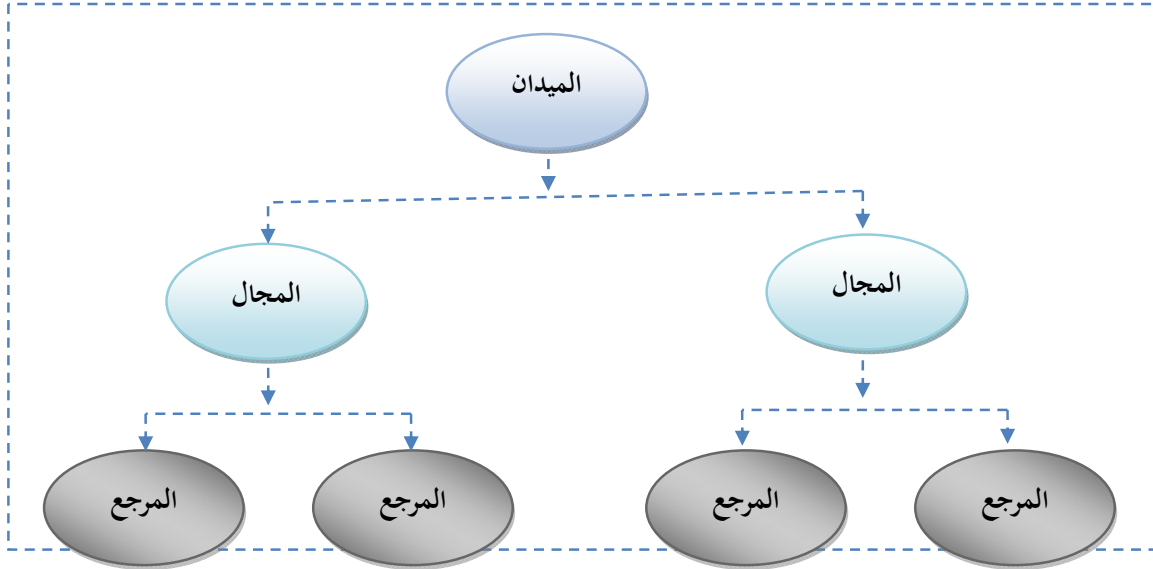 الميدان
المجال
المجال
المرجع
المرجع
المرجع
المرجع